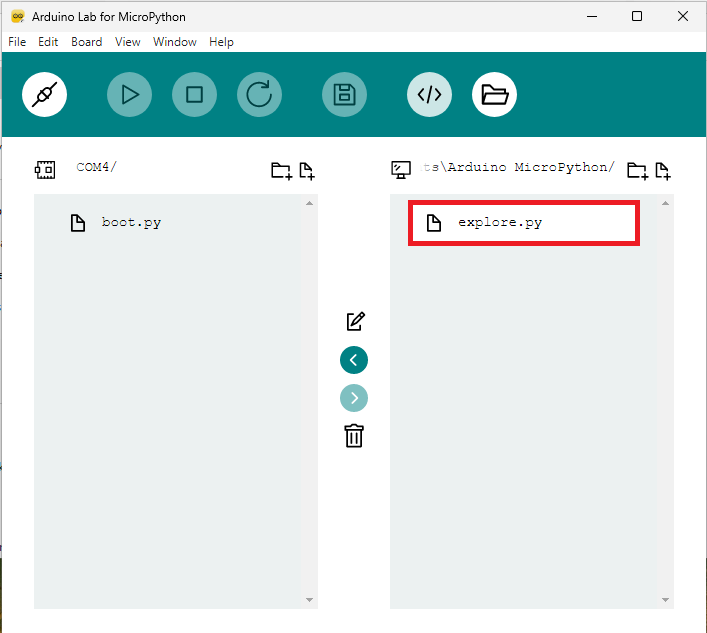 Arduino Lab for MicroPython
File Edit Board View Window Help
COM4/
ts\Arduino MicroPython/
boot.py
explore.py